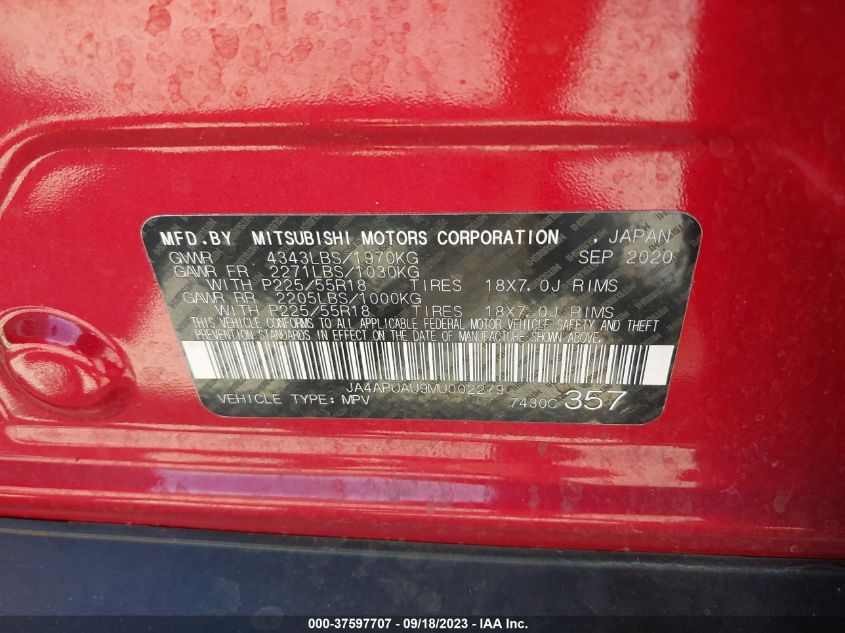 MFD.BY MITSUBISHI MOTORS CORPORATION , JAPAN
GVWR 4343LBS/1970KG SEP 2020
GAWR FR 2271LBS/1030KG
WITH P225/55R18 TIRES 18X7.0J RIMS
GAWR RR 2205LBS/1000KG
WITH P225/55R18 TIRES 18X7.0J RIMS
THIS VEHICLE CONFORMS TO ALL APPLICABLE FEDERAL MOTOR VEHICLE SAFETY AND THEFT
PREVENTION STANDARDS IN EFFECT ON THE DATE OF MANUFACTURE SHOWN ABOVE.
JA4APUAU9MU002279
VEHICLE TYPE: MPV 7430C 357
000-37597707 - 09/18/2023 - © IAA Inc.